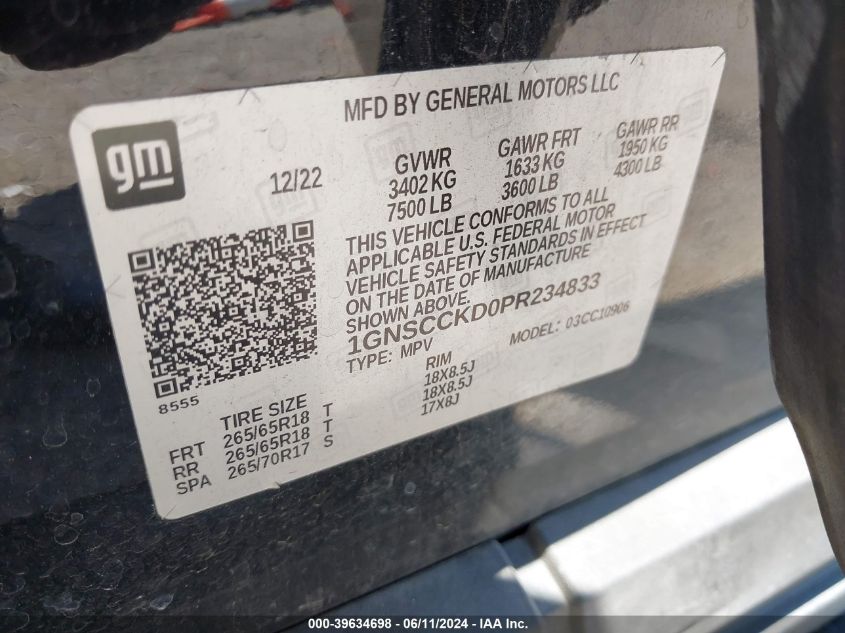 MFD BY GENERAL MOTORS LLC
gm
12/22
GVWR
3402 KG
7500 LB
GAWR FRT
1633 KG
3600 LB
GAWR RR
1950 KG
4300 LB
THIS VEHICLE CONFORMS TO ALL
APPLICABLE U.S. FEDERAL MOTOR
VEHICLE SAFETY STANDARDS IN EFFECT
ON THE DATE OF MANUFACTURE
SHOWN ABOVE.
1GNSCCKD0PR234833
TYPE: MPV
MODEL: 03CC10906
8555
TIRE SIZE
RIM
FRT 265/65R18 T 18X8.5J
RR 265/65R18 T 18X8.5J
SPA 265/70R17 S 17X8J
000-39634698 - 06/11/2024 - IAA Inc.